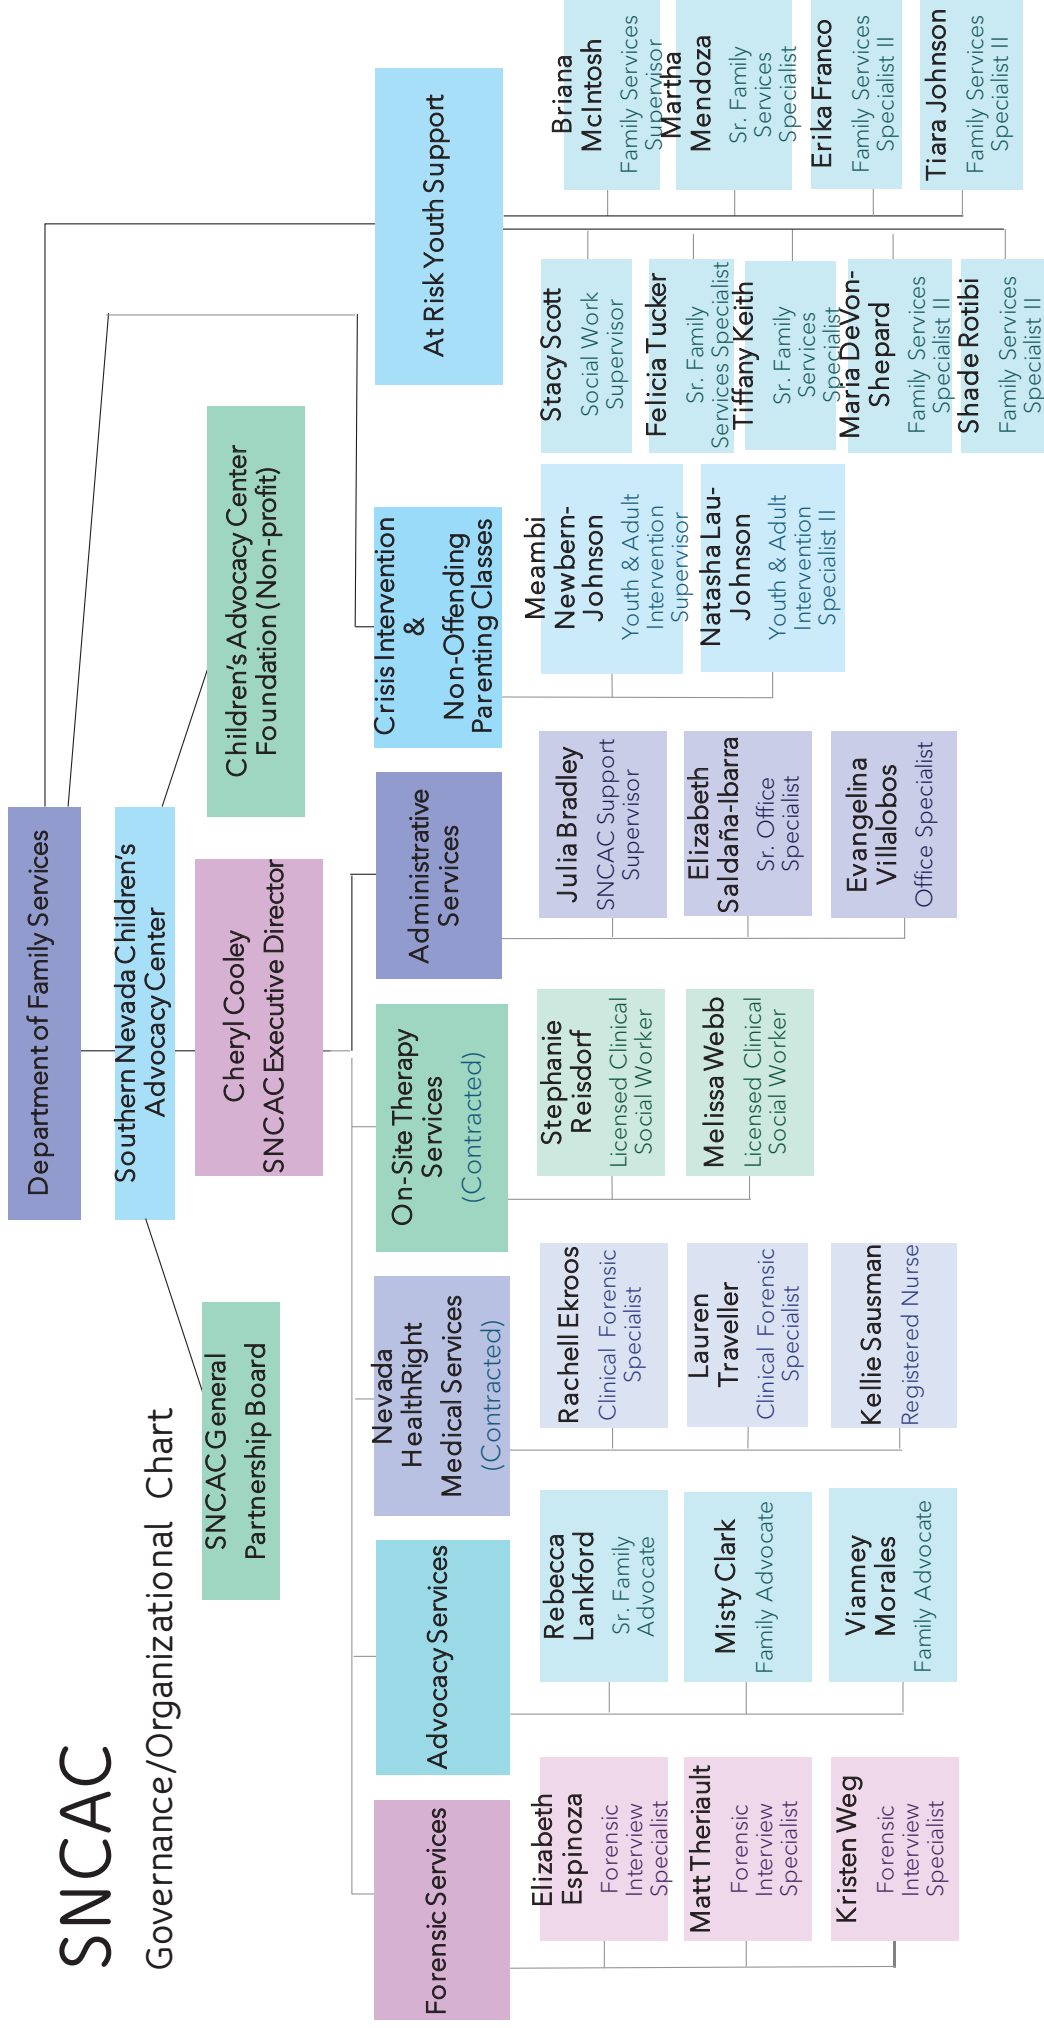 SNCAC
Governance/Organizational Chart
Department of Family Services
Southern Nevada Children's
Advocacy Center
SNCAC General
Partnership Board
Children's Advocacy Center
Foundation (Non-profit)
Cheryl Cooley
SNCAC Executive Director
Forensic Services
Elizabeth
Espinoza
Forensic
Interview
Specialist
Matt Theriault
Forensic
Interview
Specialist
Kristen Weg
Forensic
Interview
Specialist
Advocacy Services
Rebecca
Lankford
Sr. Family
Advocate
Misty Clark
Family Advocate
Vianney
Morales
Family Advocate
Nevada
HealthRight
Medical Services
(Contracted)
Rachell Ekroos
Clinical Forensic
Specialist
Lauren
Traveller
Clinical Forensic
Specialist
Kellie Sausman
Registered Nurse
On-Site Therapy
Services
(Contracted)
Stephanie
Reisdorf
Licensed Clinical
Social Worker
Melissa Webb
Licensed Clinical
Social Worker
Administrative
Services
Julia Bradley
SNCAC Support
Supervisor
Elizabeth
Saldaña-Ibarra
Sr. Office
Specialist
Evangelina
Villalobos
Office Specialist
Crisis Intervention
&
Non-Offending
Parenting Classes
Meambi
Newbern-
Johnson
Youth & Adult
Intervention
Supervisor
Natasha Lau-
Johnson
Youth & Adult
Intervention
Specialist II
At Risk Youth Support
Stacy Scott
Social Work
Supervisor
Felicia Tucker
Sr. Family
Services Specialist
Tiffany Keith
Sr. Family
Services
Specialist
Maria DeVon-
Shepard
Family Services
Specialist II
Shade Rotibi
Family Services
Specialist II
Briana
McIntosh
Family Services
Supervisor
Martha
Mendoza
Sr. Family
Services
Specialist
Erika Franco
Family Services
Specialist II
Tiara Johnson
Family Services
Specialist II